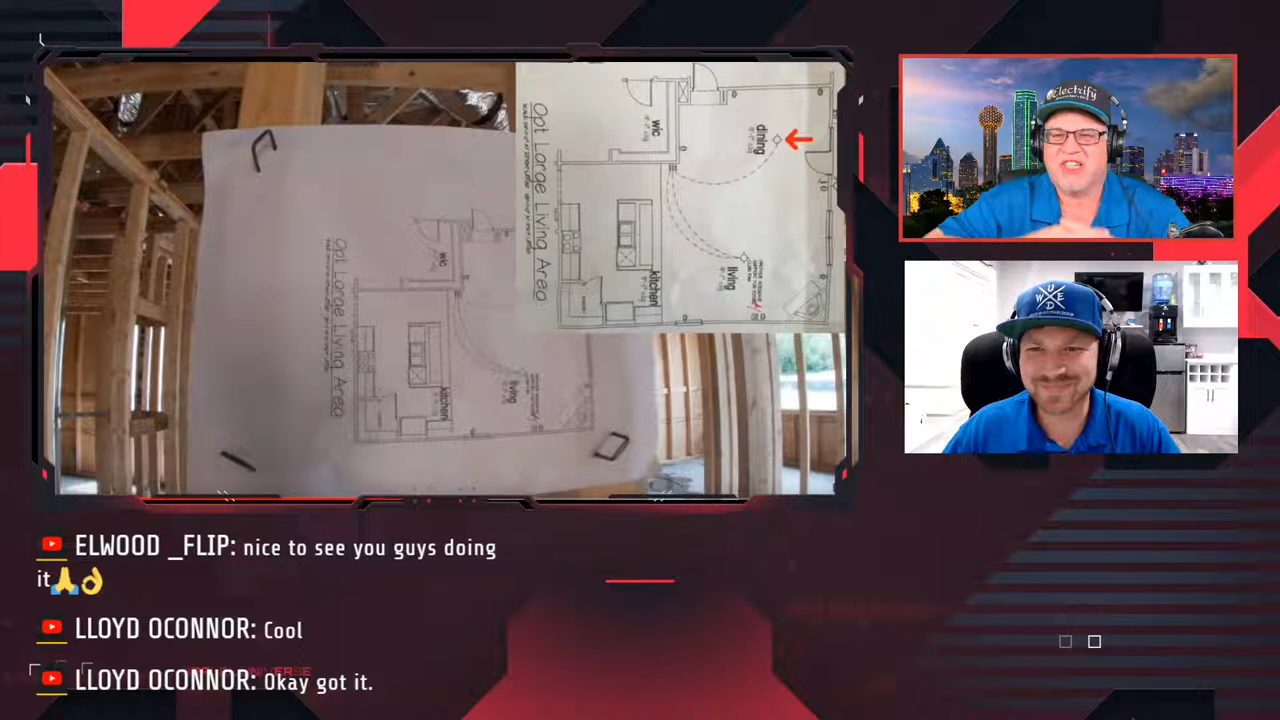 Electrify
wic
dining
Opt Large Living Area
living
kitchen
wic
Opt Large Living Area
living
kitchen
W U E D
ELWOOD _FLIP: nice to see you guys doing
it🙏👌
LLOYD OCONNOR: Cool
LLOYD OCONNOR: Okay got it.